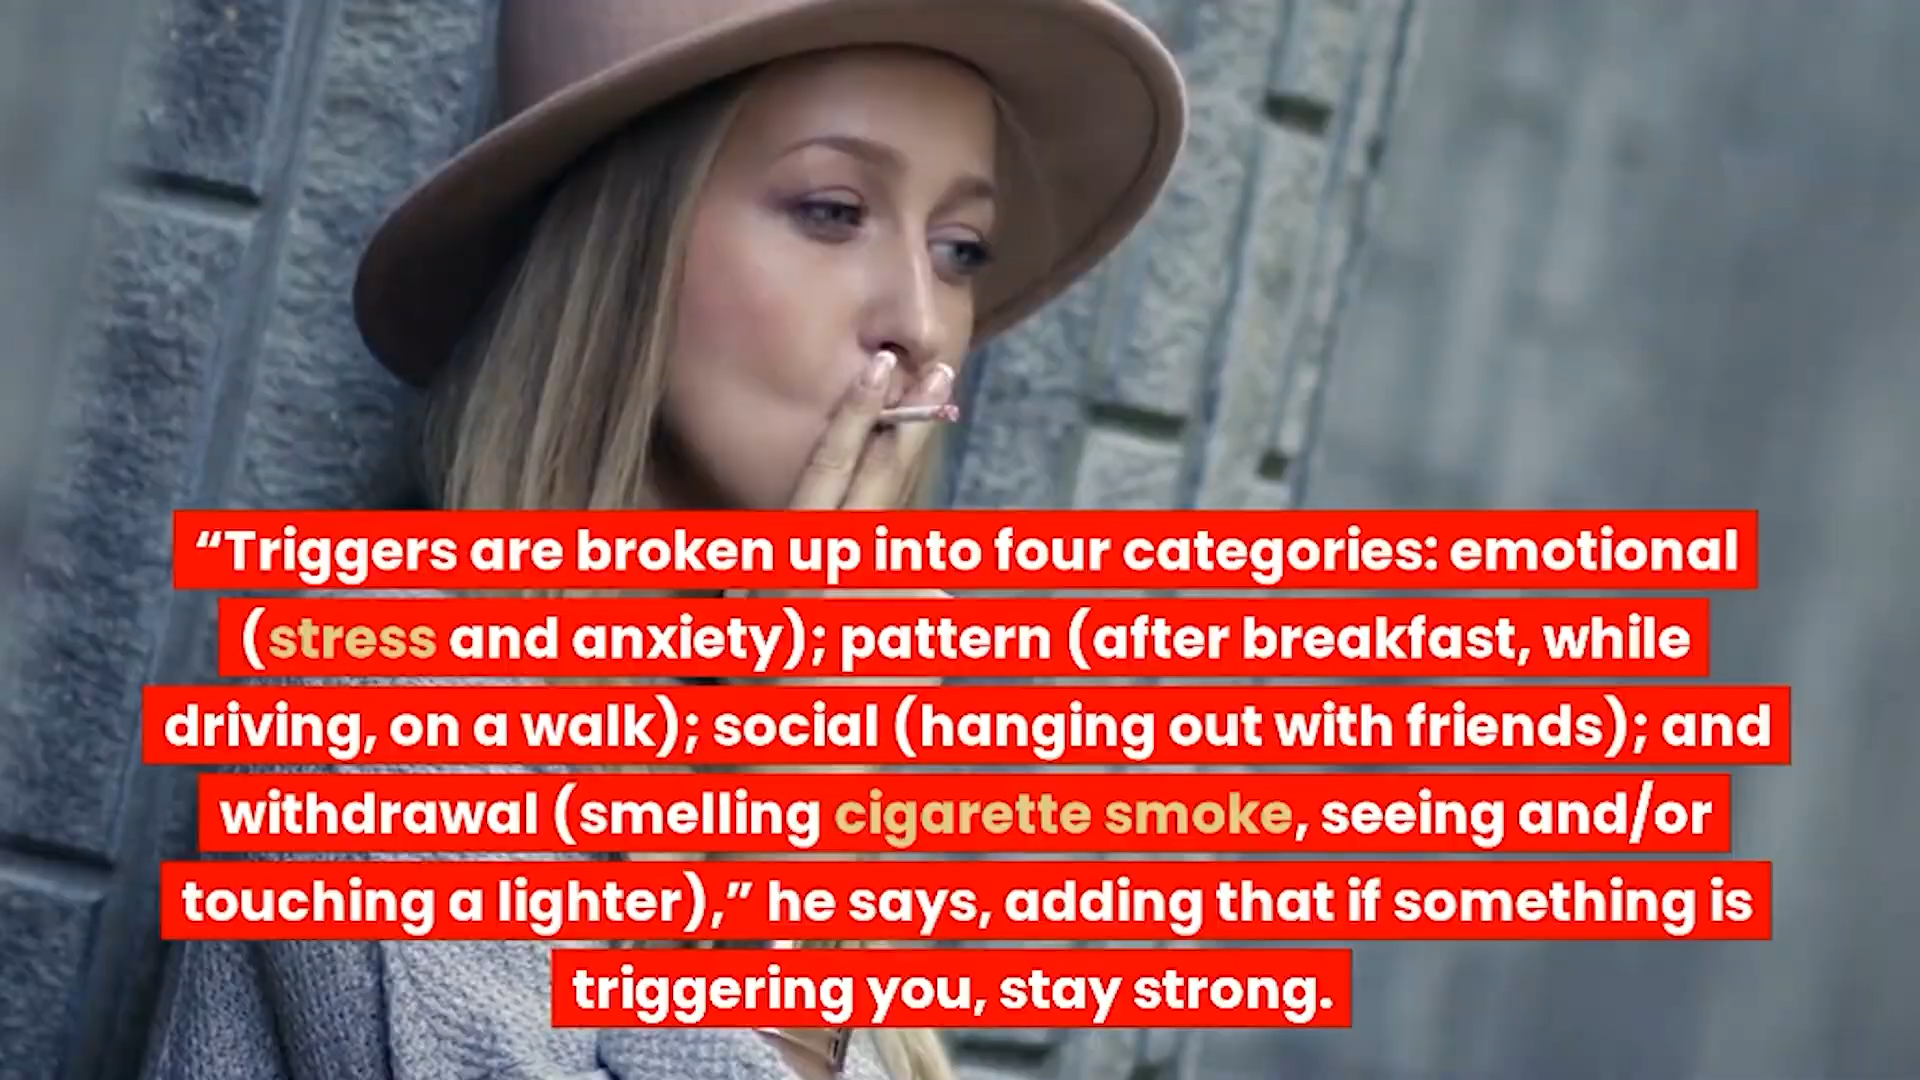 “Triggers are broken up into four categories: emotional
(stress and anxiety); pattern (after breakfast, while
driving, on a walk); social (hanging out with friends); and
withdrawal (smelling cigarette smoke, seeing and/or
touching a lighter),” he says, adding that if something is
triggering you, stay strong.